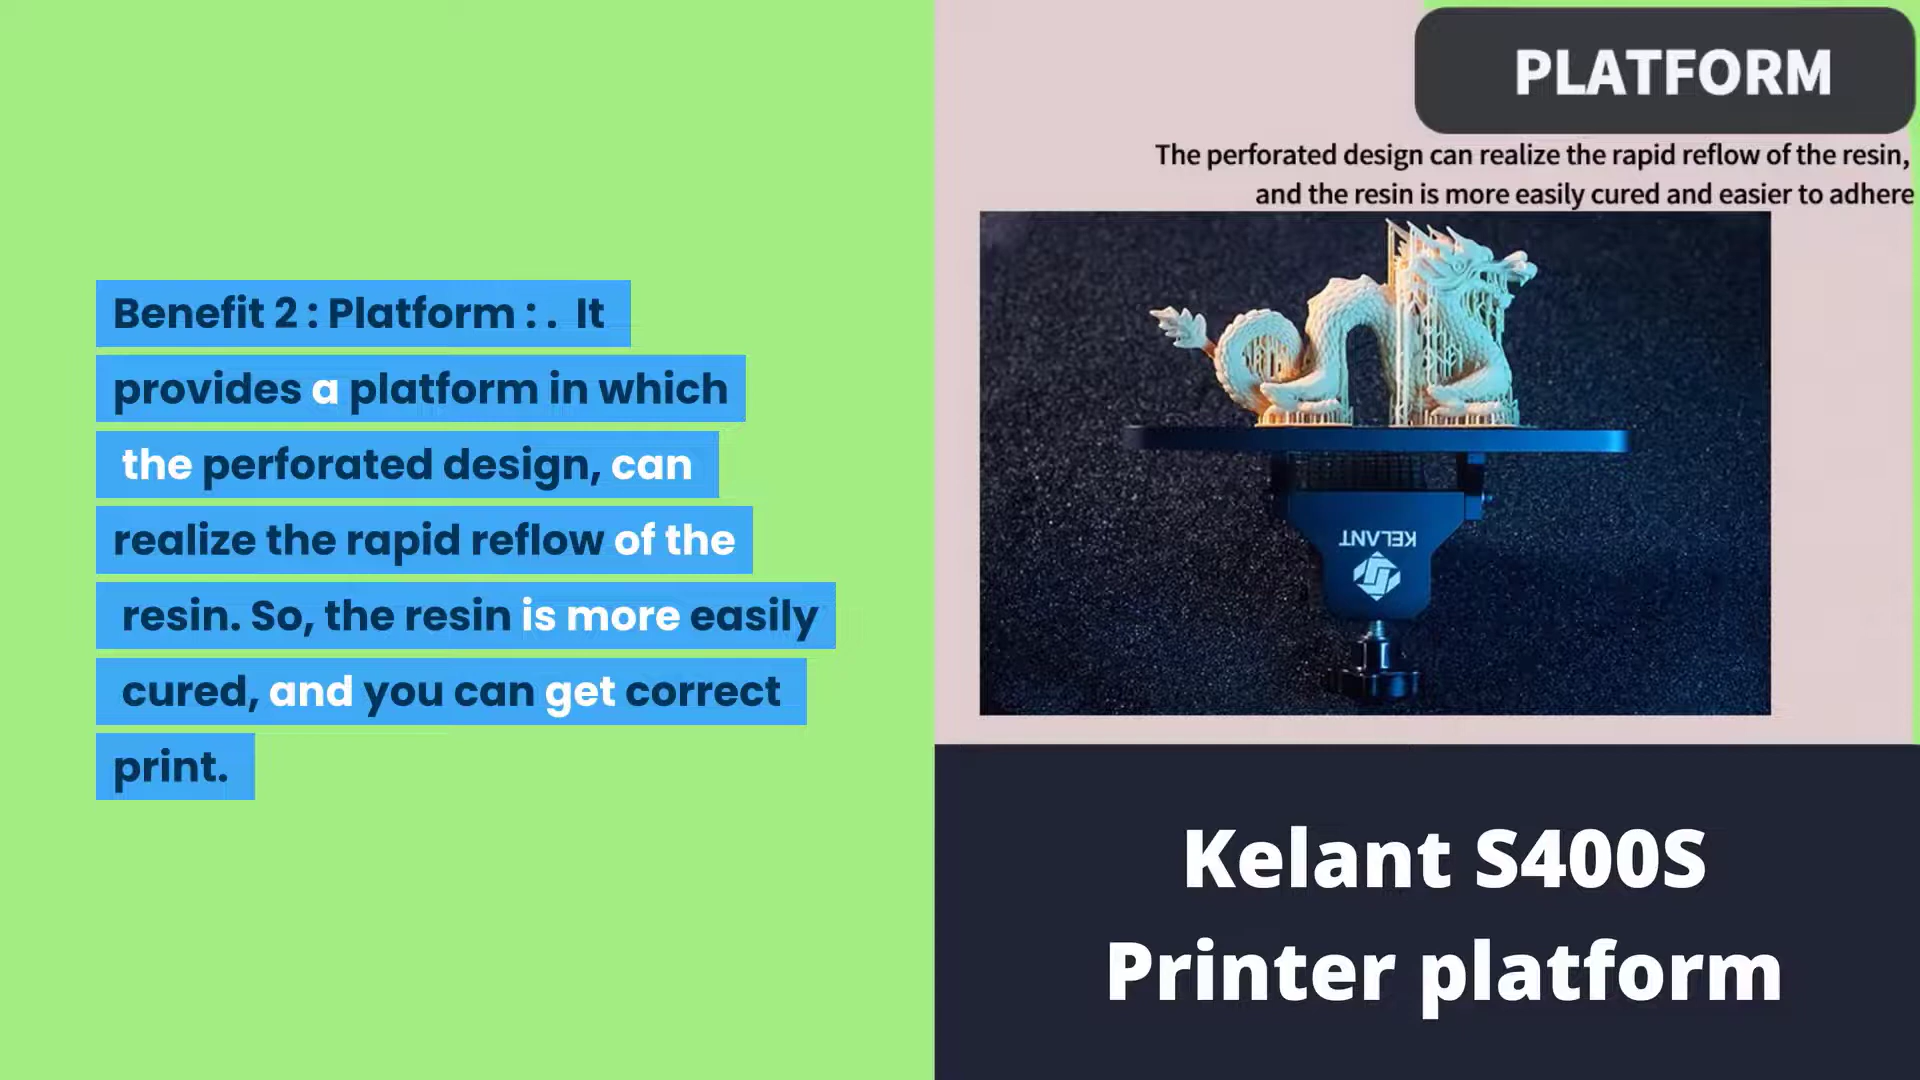 Benefit 2 : Platform : . It
provides a platform in which
the perforated design, can
realize the rapid reflow of the
resin. So, the resin is more easily
cured, and you can get correct
print.
PLATFORM
The perforated design can realize the rapid reflow of the resin,
and the resin is more easily cured and easier to adhere
KELANT
Kelant S400S
Printer platform